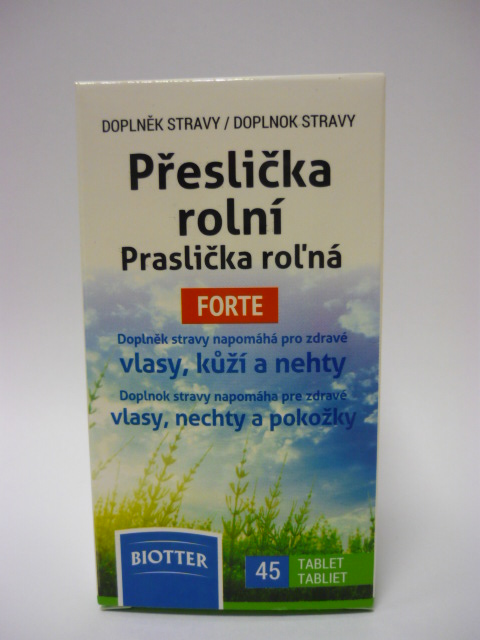 DOPLNĚK STRAVY / DOPLNOK STRAVY
Přeslička
rolní
Praslička roľná
FORTE
Doplněk stravy napomáhá pro zdravé
vlasy, kůží a nehty
Doplnok stravy napomáha pre zdravé
vlasy, nechty a pokožky
BIOTTER
45
TABLET
TABLIET